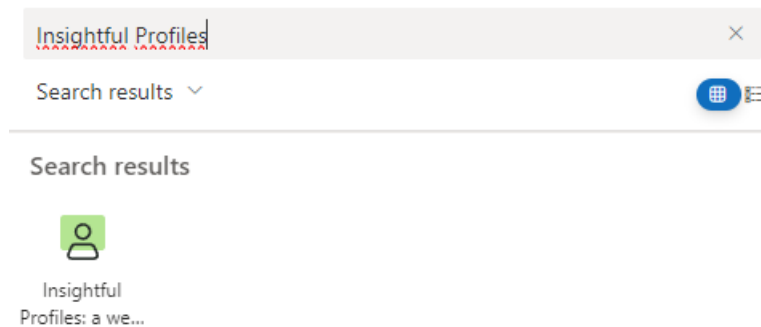 Insightful Profiles
Search results
Search results
Insightful
Profiles: a we...